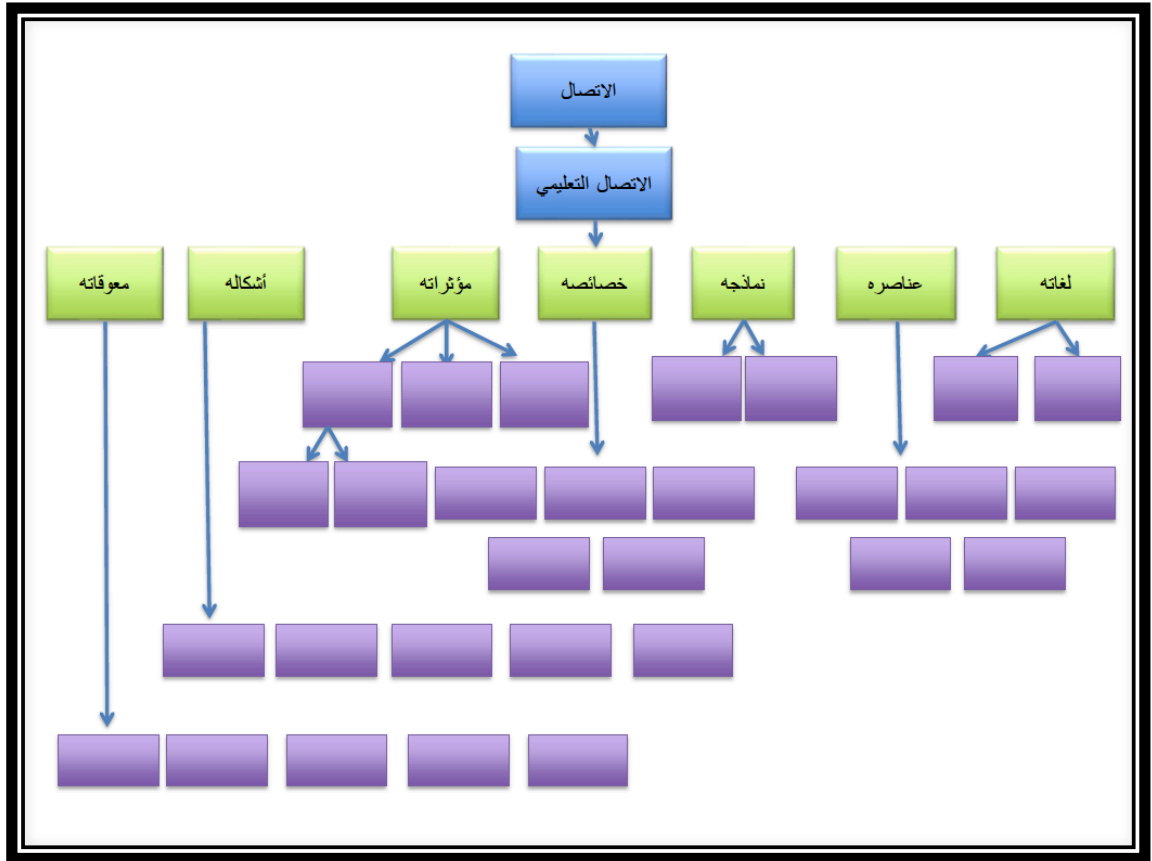 الاتصال
الاتصال التعليمي
لغاته
عناصره
نماذجه
خصائصه
مؤثراته
أشكاله
معوقاته